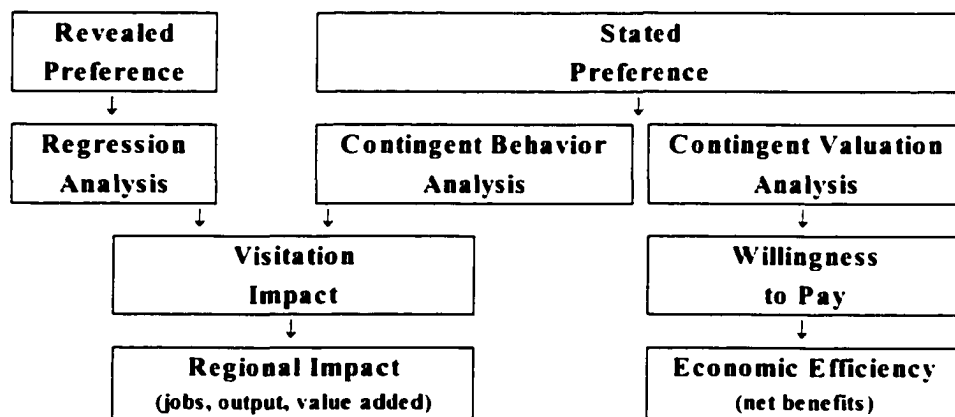 Revealed
Preference
Stated
Preference
Regression
Analysis
Contingent Behavior
Analysis
Contingent Valuation
Analysis
Visitation
Impact
Willingness
to Pay
Regional Impact
(jobs, output, value added)
Economic Efficiency
(net benefits)